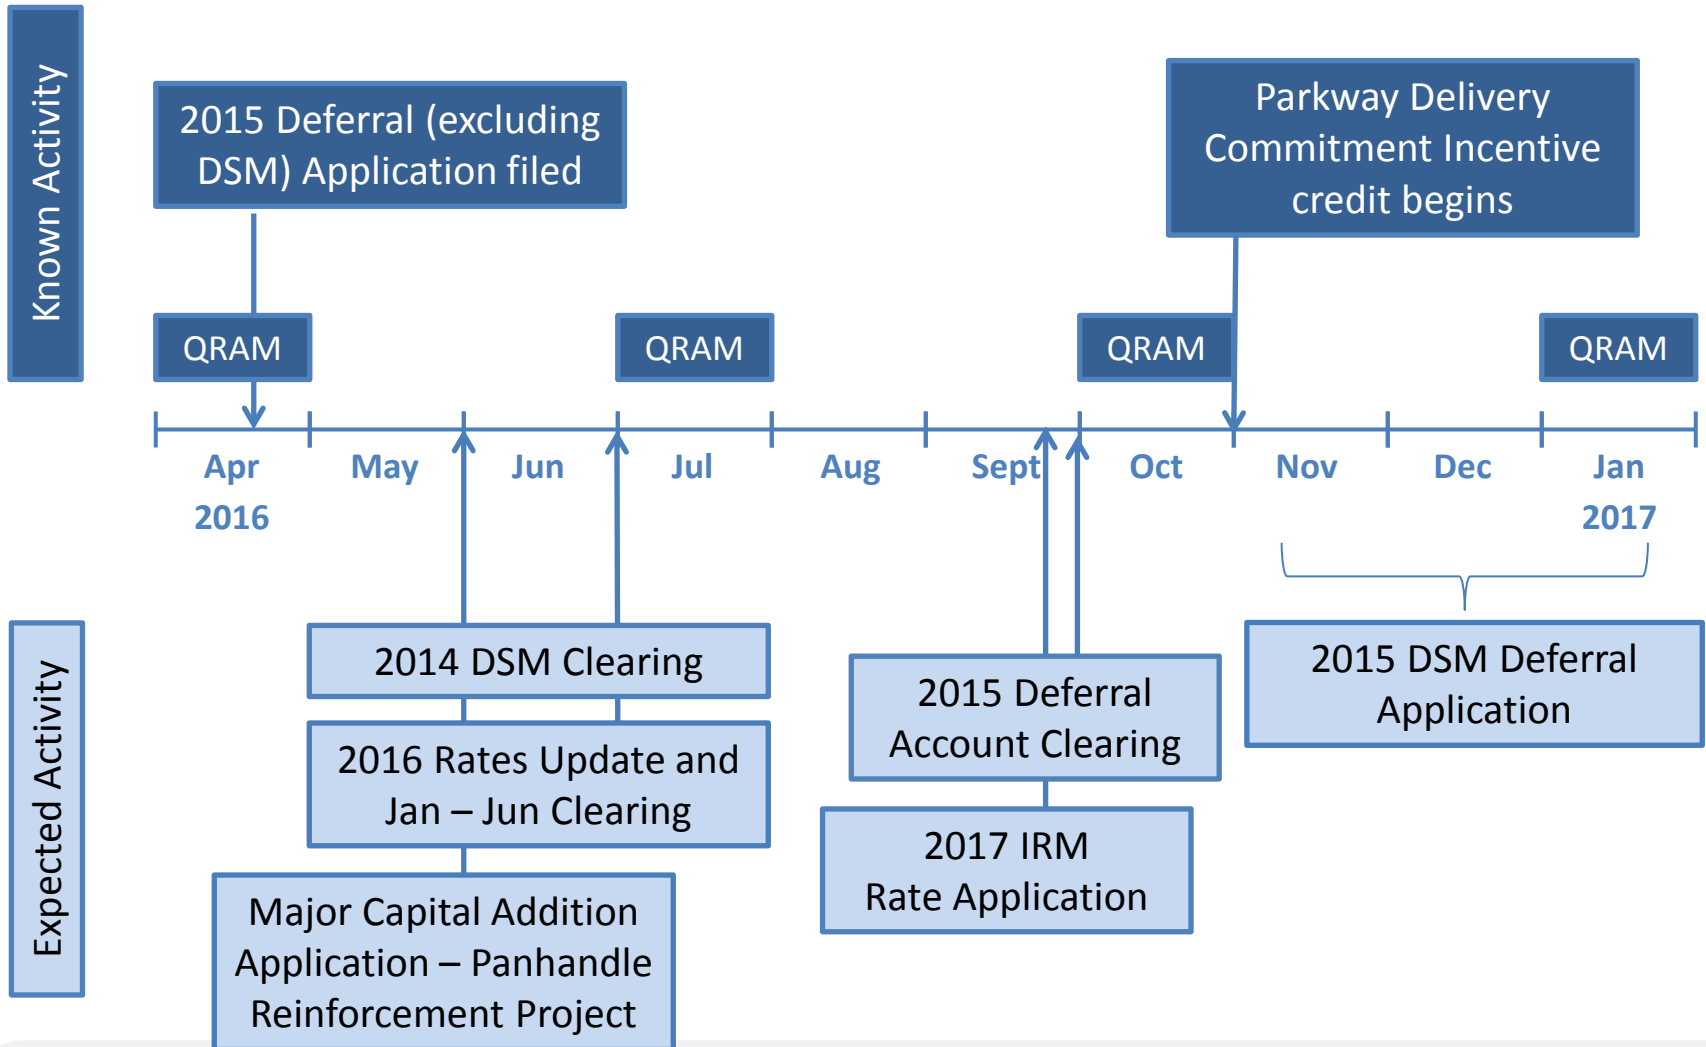 Known Activity
2015 Deferral (excluding
DSM) Application filed
Parkway Delivery
Commitment Incentive
credit begins
QRAM
QRAM
QRAM
QRAM
Apr
2016
May
Jun
Jul
Aug
Sept
Oct
Nov
Dec
Jan
2017
Expected Activity
2014 DSM Clearing
2016 Rates Update and
Jan – Jun Clearing
Major Capital Addition
Application – Panhandle
Reinforcement Project
2015 Deferral
Account Clearing
2017 IRM
Rate Application
2015 DSM Deferral
Application